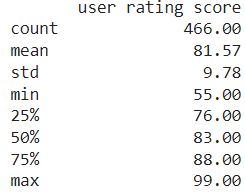 user rating score
count 466.00
mean 81.57
std 9.78
min 55.00
25% 76.00
50% 83.00
75% 88.00
max 99.00